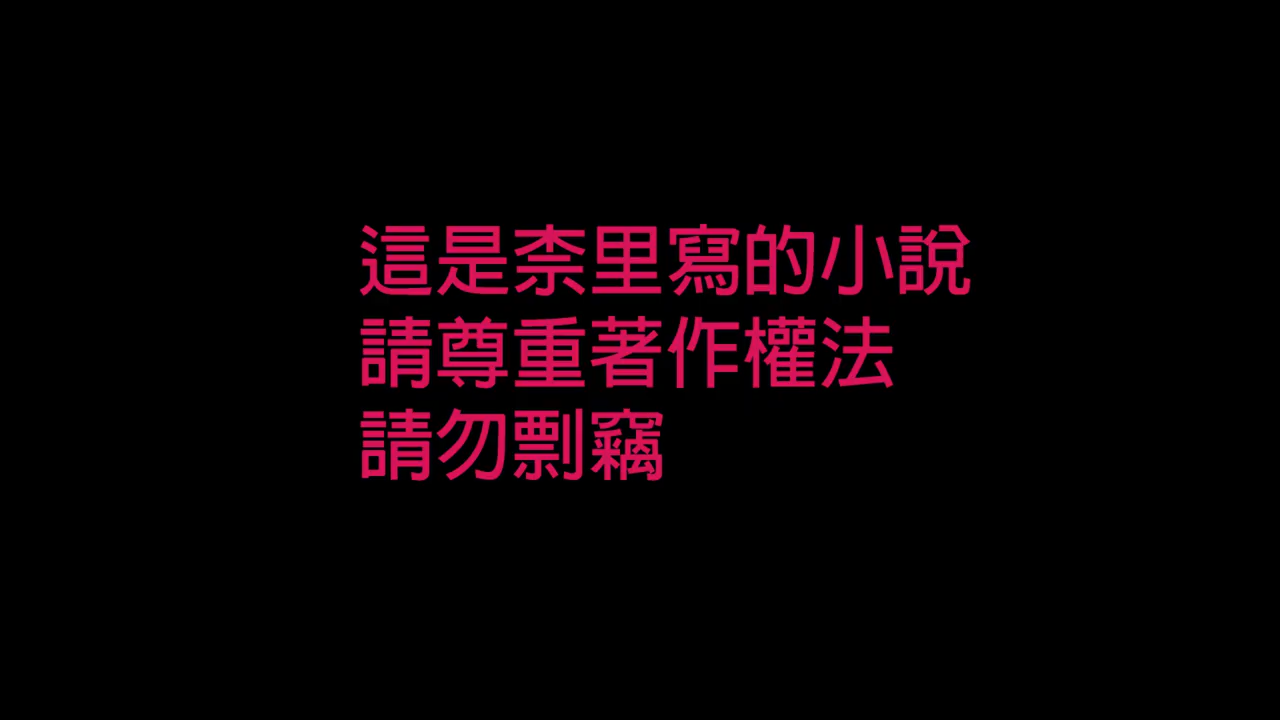 這是柰里寫的小說
請尊重著作權法
請勿剽竊